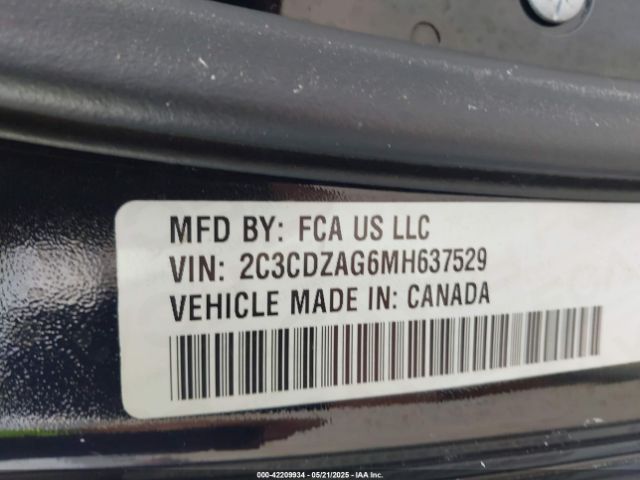 MFD BY: FCA US LLC
VIN: 2C3CDZAG6MH637529
VEHICLE MADE IN: CANADA
000-42209934 - 05/21/2025 - IAA Inc.